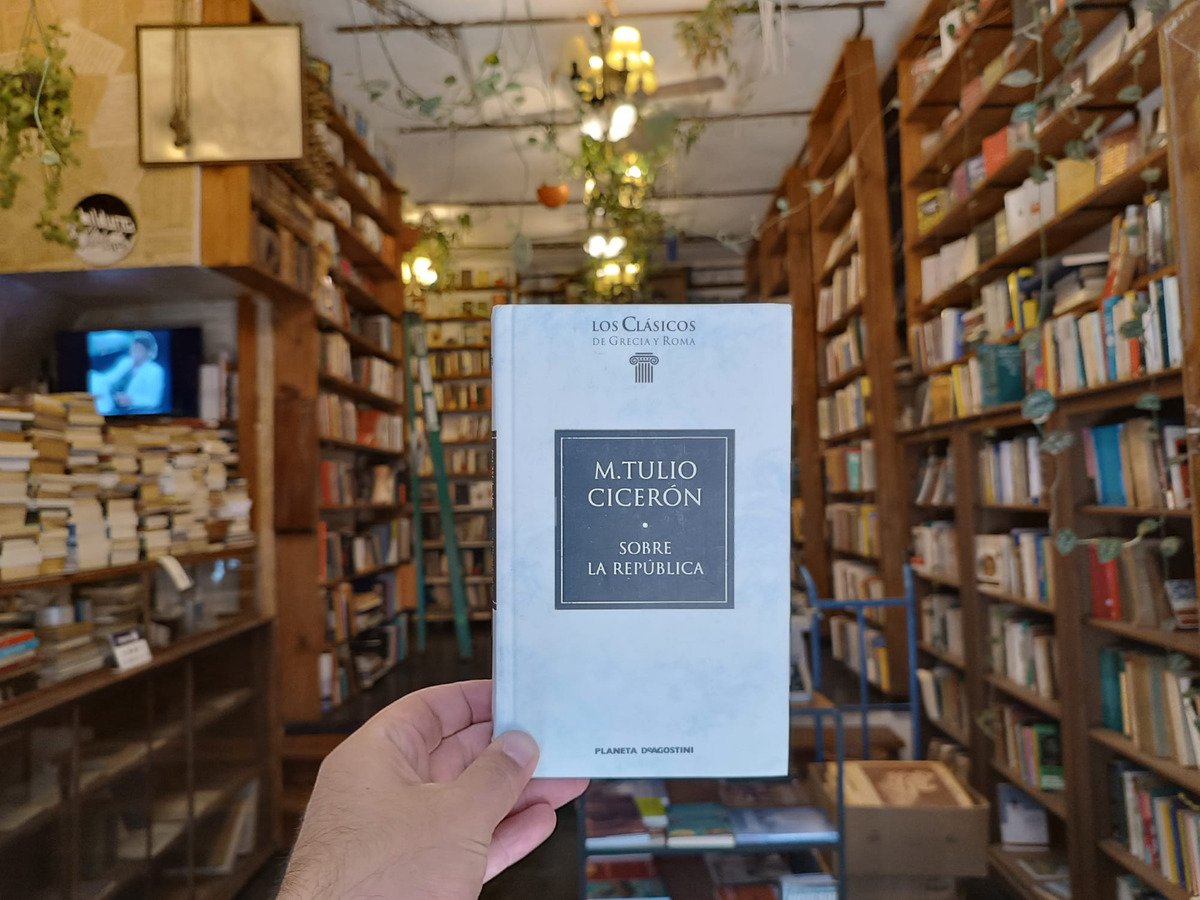 LOS CLÁSICOS
DE GRECIA Y ROMA
M.TULIO
CICERÓN
SOBRE
LA REPÚBLICA
PLANETA DEAGOSTINI